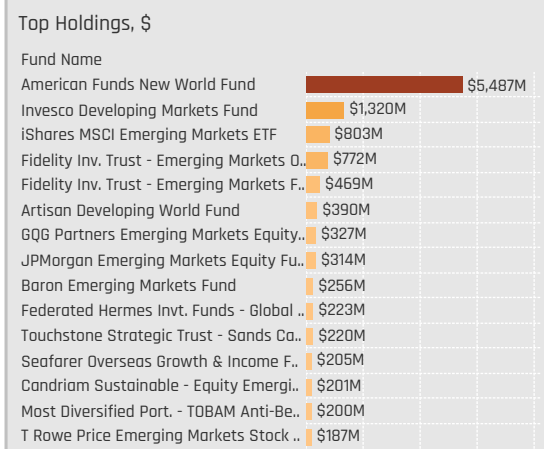 Top Holdings, $
Fund Name
American Funds New World Fund $5,487M
Invesco Developing Markets Fund $1,320M
iShares MSCI Emerging Markets ETF $803M
Fidelity Inv. Trust - Emerging Markets O.. $772M
Fidelity Inv. Trust - Emerging Markets F.. $469M
Artisan Developing World Fund $390M
GQG Partners Emerging Markets Equity.. $327M
JPMorgan Emerging Markets Equity Fu.. $314M
Baron Emerging Markets Fund $256M
Federated Hermes Invt. Funds - Global .. $223M
Touchstone Strategic Trust - Sands Ca.. $220M
Seafarer Overseas Growth & Income F.. $205M
Candriam Sustainable - Equity Emergi.. $201M
Most Diversified Port. - TOBAM Anti-Be.. $200M
T Rowe Price Emerging Markets Stock .. $187M